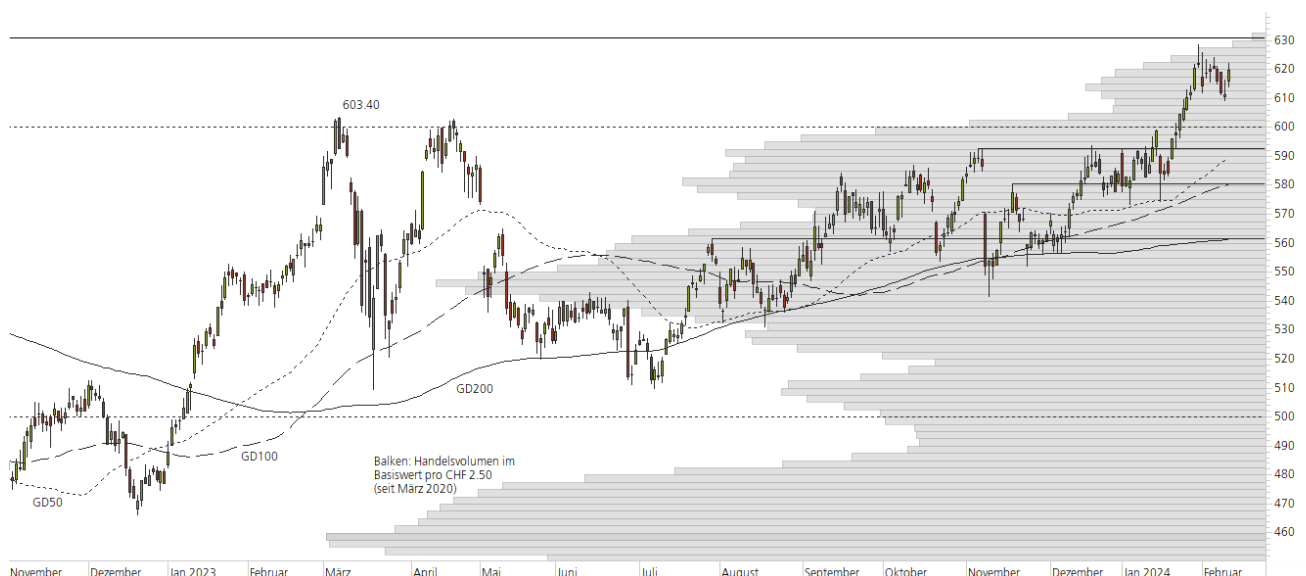 603.40
GD200
GD100
GD50
Balken: Handelsvolumen im
Basiswert pro CHF 2.50
(seit März 2020)
630
620
610
600
590
580
570
560
550
540
530
520
510
500
490
480
470
460
November Dezember Jan 2023 Februar März April Mai Juni Juli August September Oktober November Dezember Jan 2024 Februar